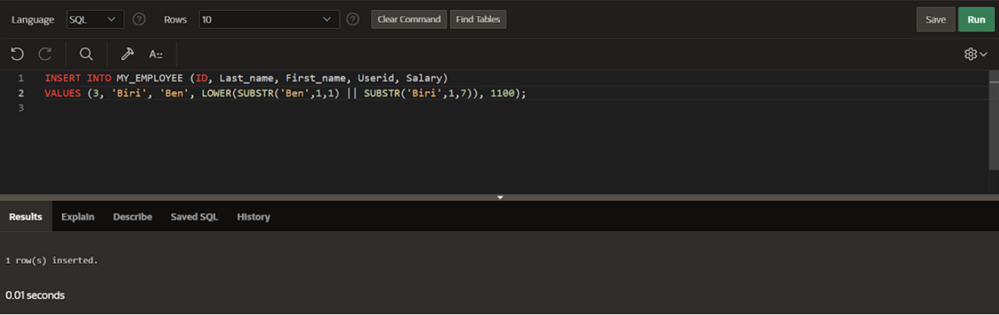 Language SQL Rows 10 Clear Command Find Tables Save Run
A::
1 INSERT INTO MY_EMPLOYEE (ID, Last_name, First_name, Userid, Salary)
2 VALUES (3, 'Biri', 'Ben', LOWER(SUBSTR('Ben',1,1) || SUBSTR('Biri',1,7)), 1100);
3
Results Explain Describe Saved SQL History
1 row(s) inserted.
0.01 seconds